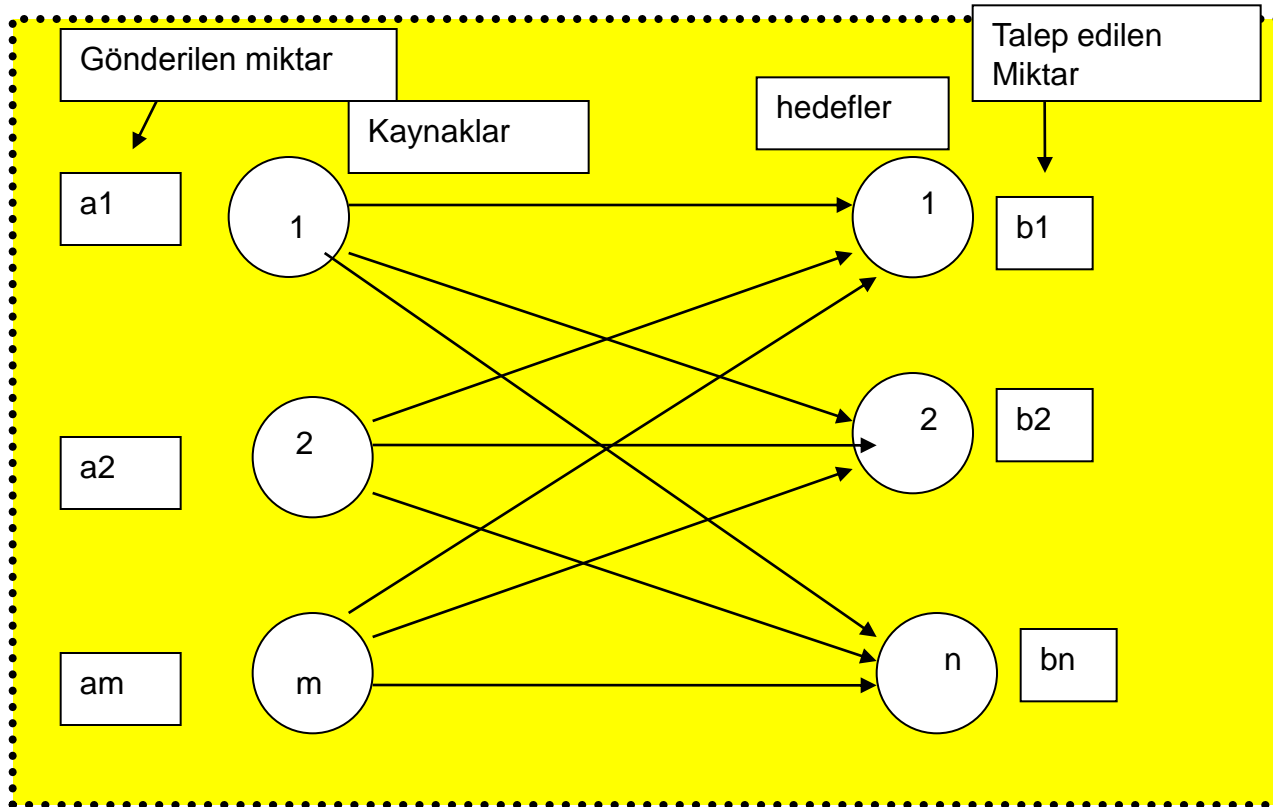 Gönderilen miktar
Kaynaklar
hedefler
Talep edilen
Miktar
a1
1
1
b1
a2
2
2
b2
am
m
n
bn